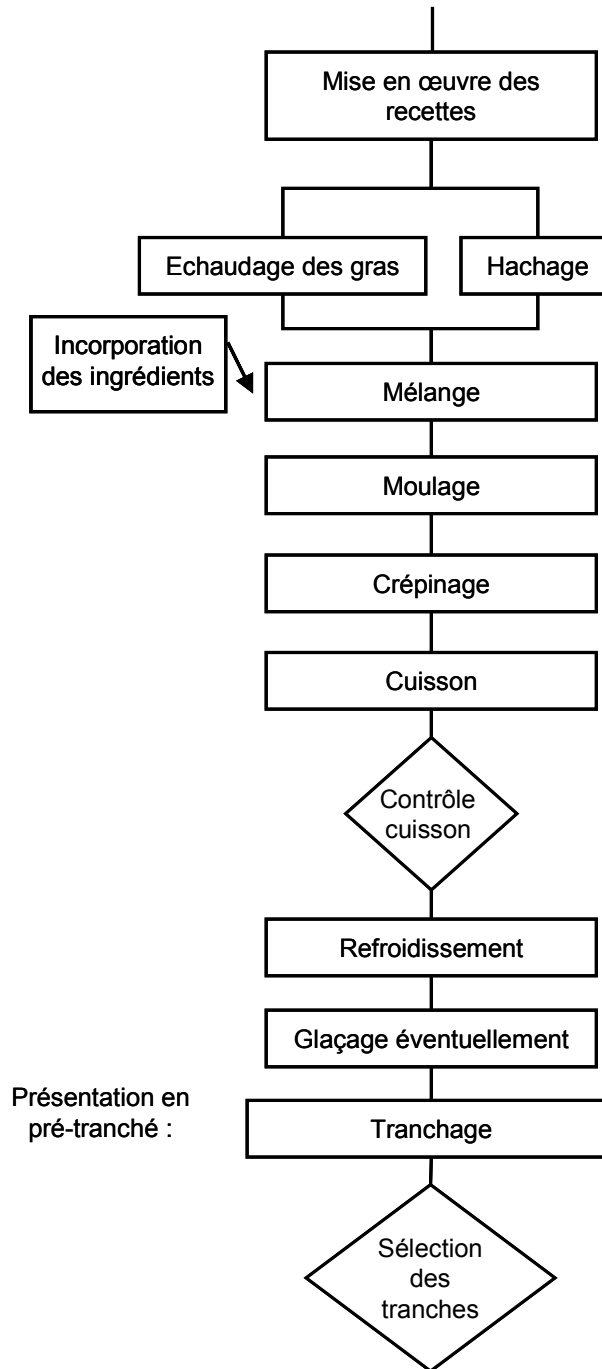 Mise en œuvre des
recettes
Echaudage des gras
Hachage
Incorporation
des ingrédients
Mélange
Moulage
Crépinage
Cuisson
Contrôle
cuisson
Refroidissement
Glaçage éventuellement
Présentation en
pré-tranché :
Tranchage
Sélection
des
tranches